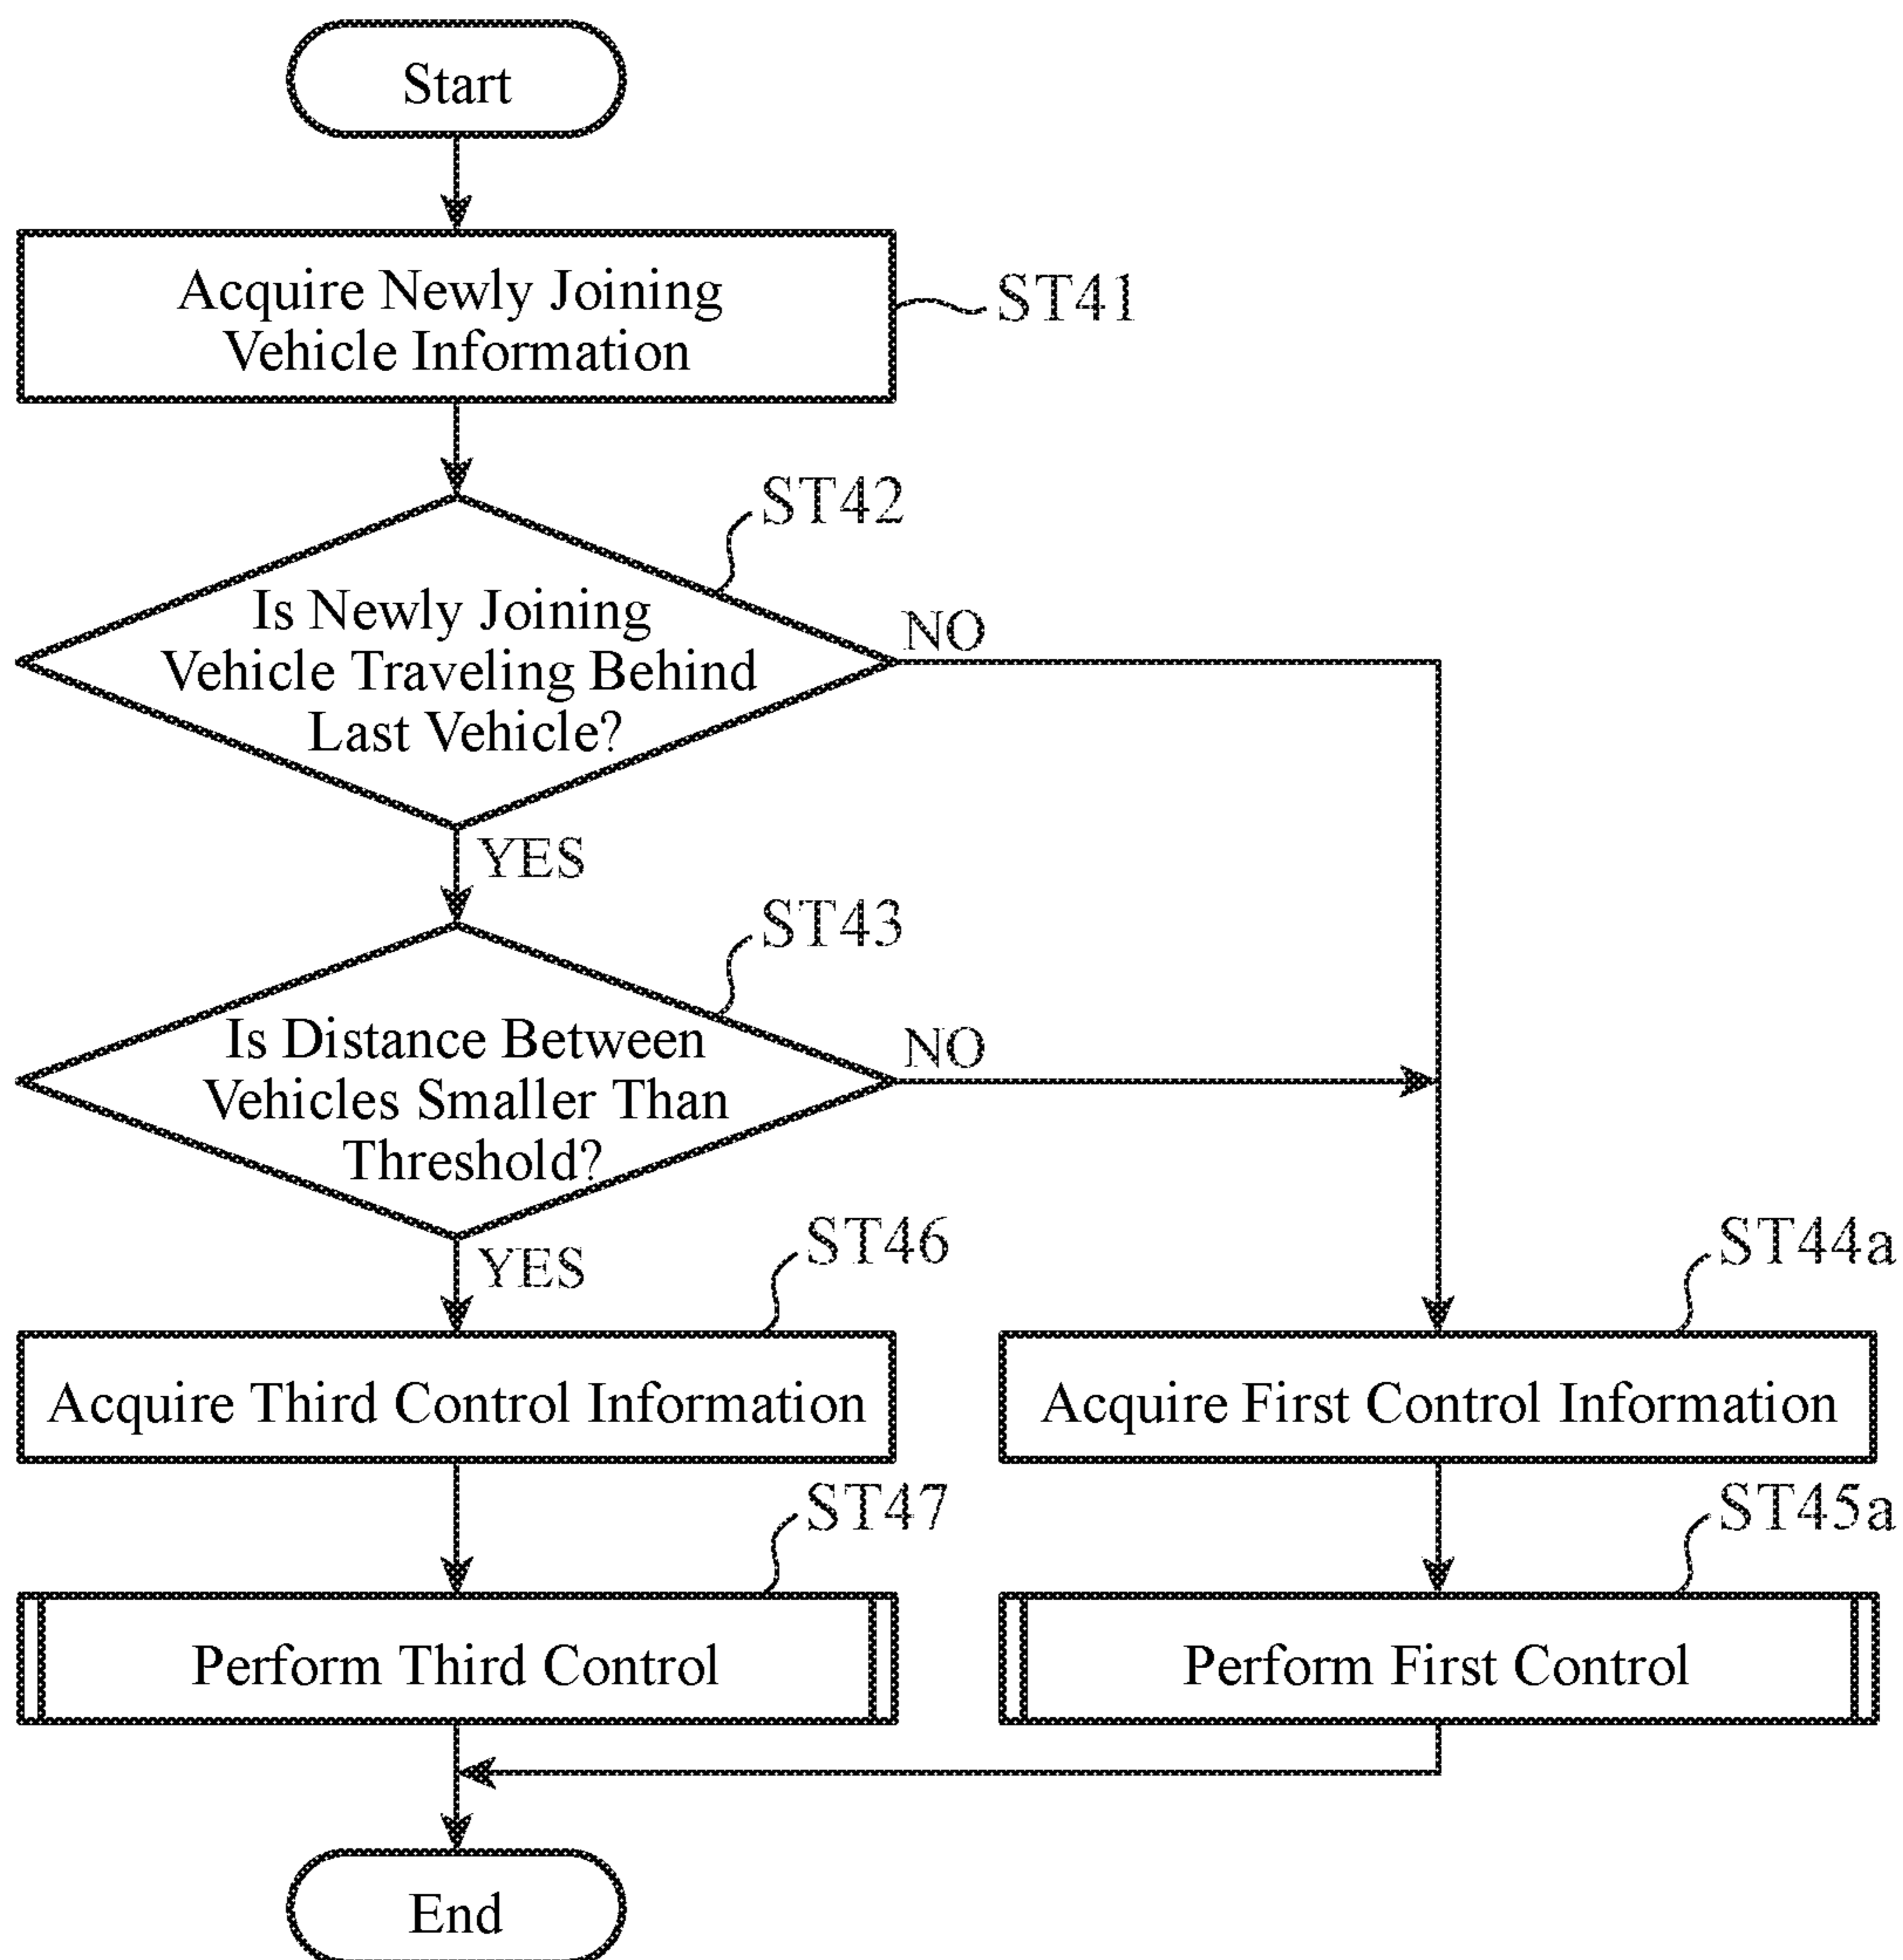 Start
Acquire Newly Joining
Vehicle Information
ST41
ST42
Is Newly Joining
Vehicle Traveling Behind
Last Vehicle?
NO
YES
ST43
Is Distance Between
Vehicles Smaller Than
Threshold?
NO
YES
ST46
ST44a
Acquire Third Control Information
Acquire First Control Information
ST47
ST45a
Perform Third Control
Perform First Control
End